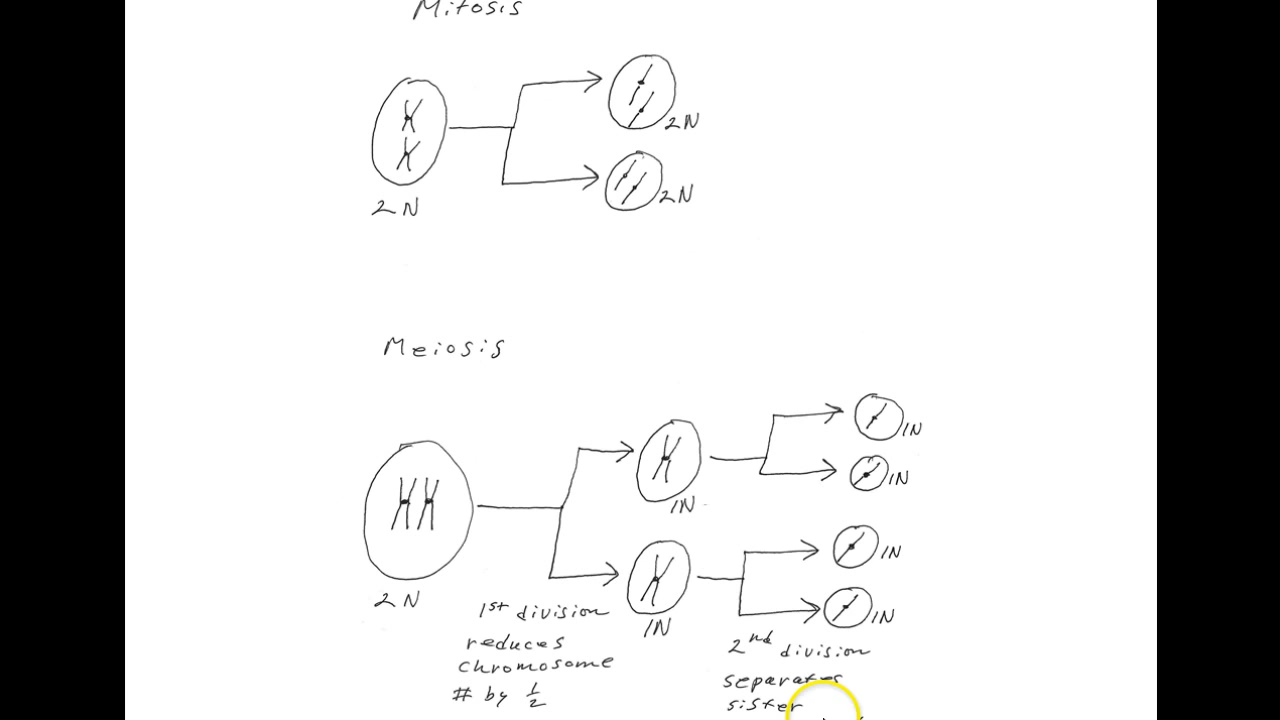 Mitosis
2N
2N
2N
Meiosis
1N
1N
1N
1N
1N
1N
2N
1st division
reduces
chromosome
# by 1/2
2nd division
separates
sister